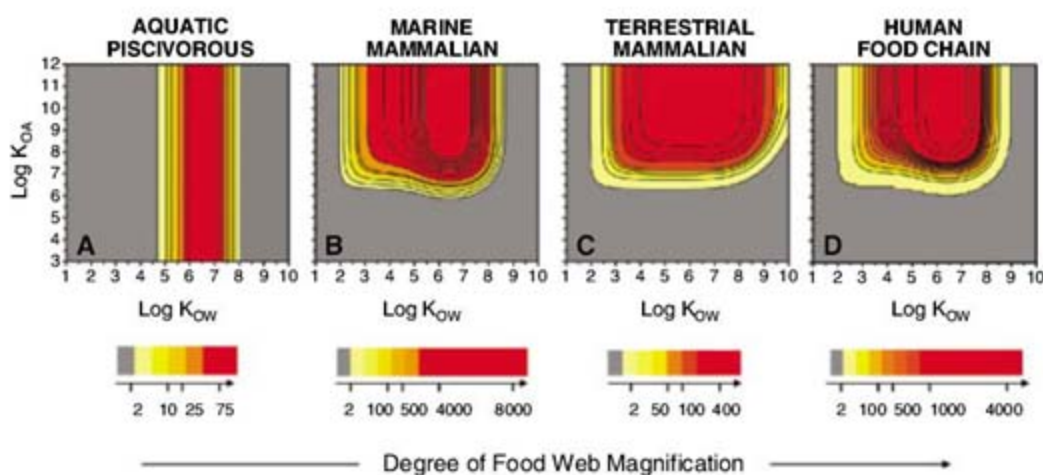 AQUATIC PISCIVOROUS
MARINE MAMMALIAN
TERRESTRIAL MAMMALIAN
HUMAN FOOD CHAIN
Log KOA
12
11
10
9
8
7
6
5
4
3
A
B
C
D
1 2 3 4 5 6 7 8 9 10
1 2 3 4 5 6 7 8 9 10
1 2 3 4 5 6 7 8 9 10
1 2 3 4 5 6 7 8 9 10
Log KOW
Log KOW
Log KOW
Log KOW
2 10 25 75
2 100 500 4000 8000
2 50 100 400
2 100 500 1000 4000
Degree of Food Web Magnification